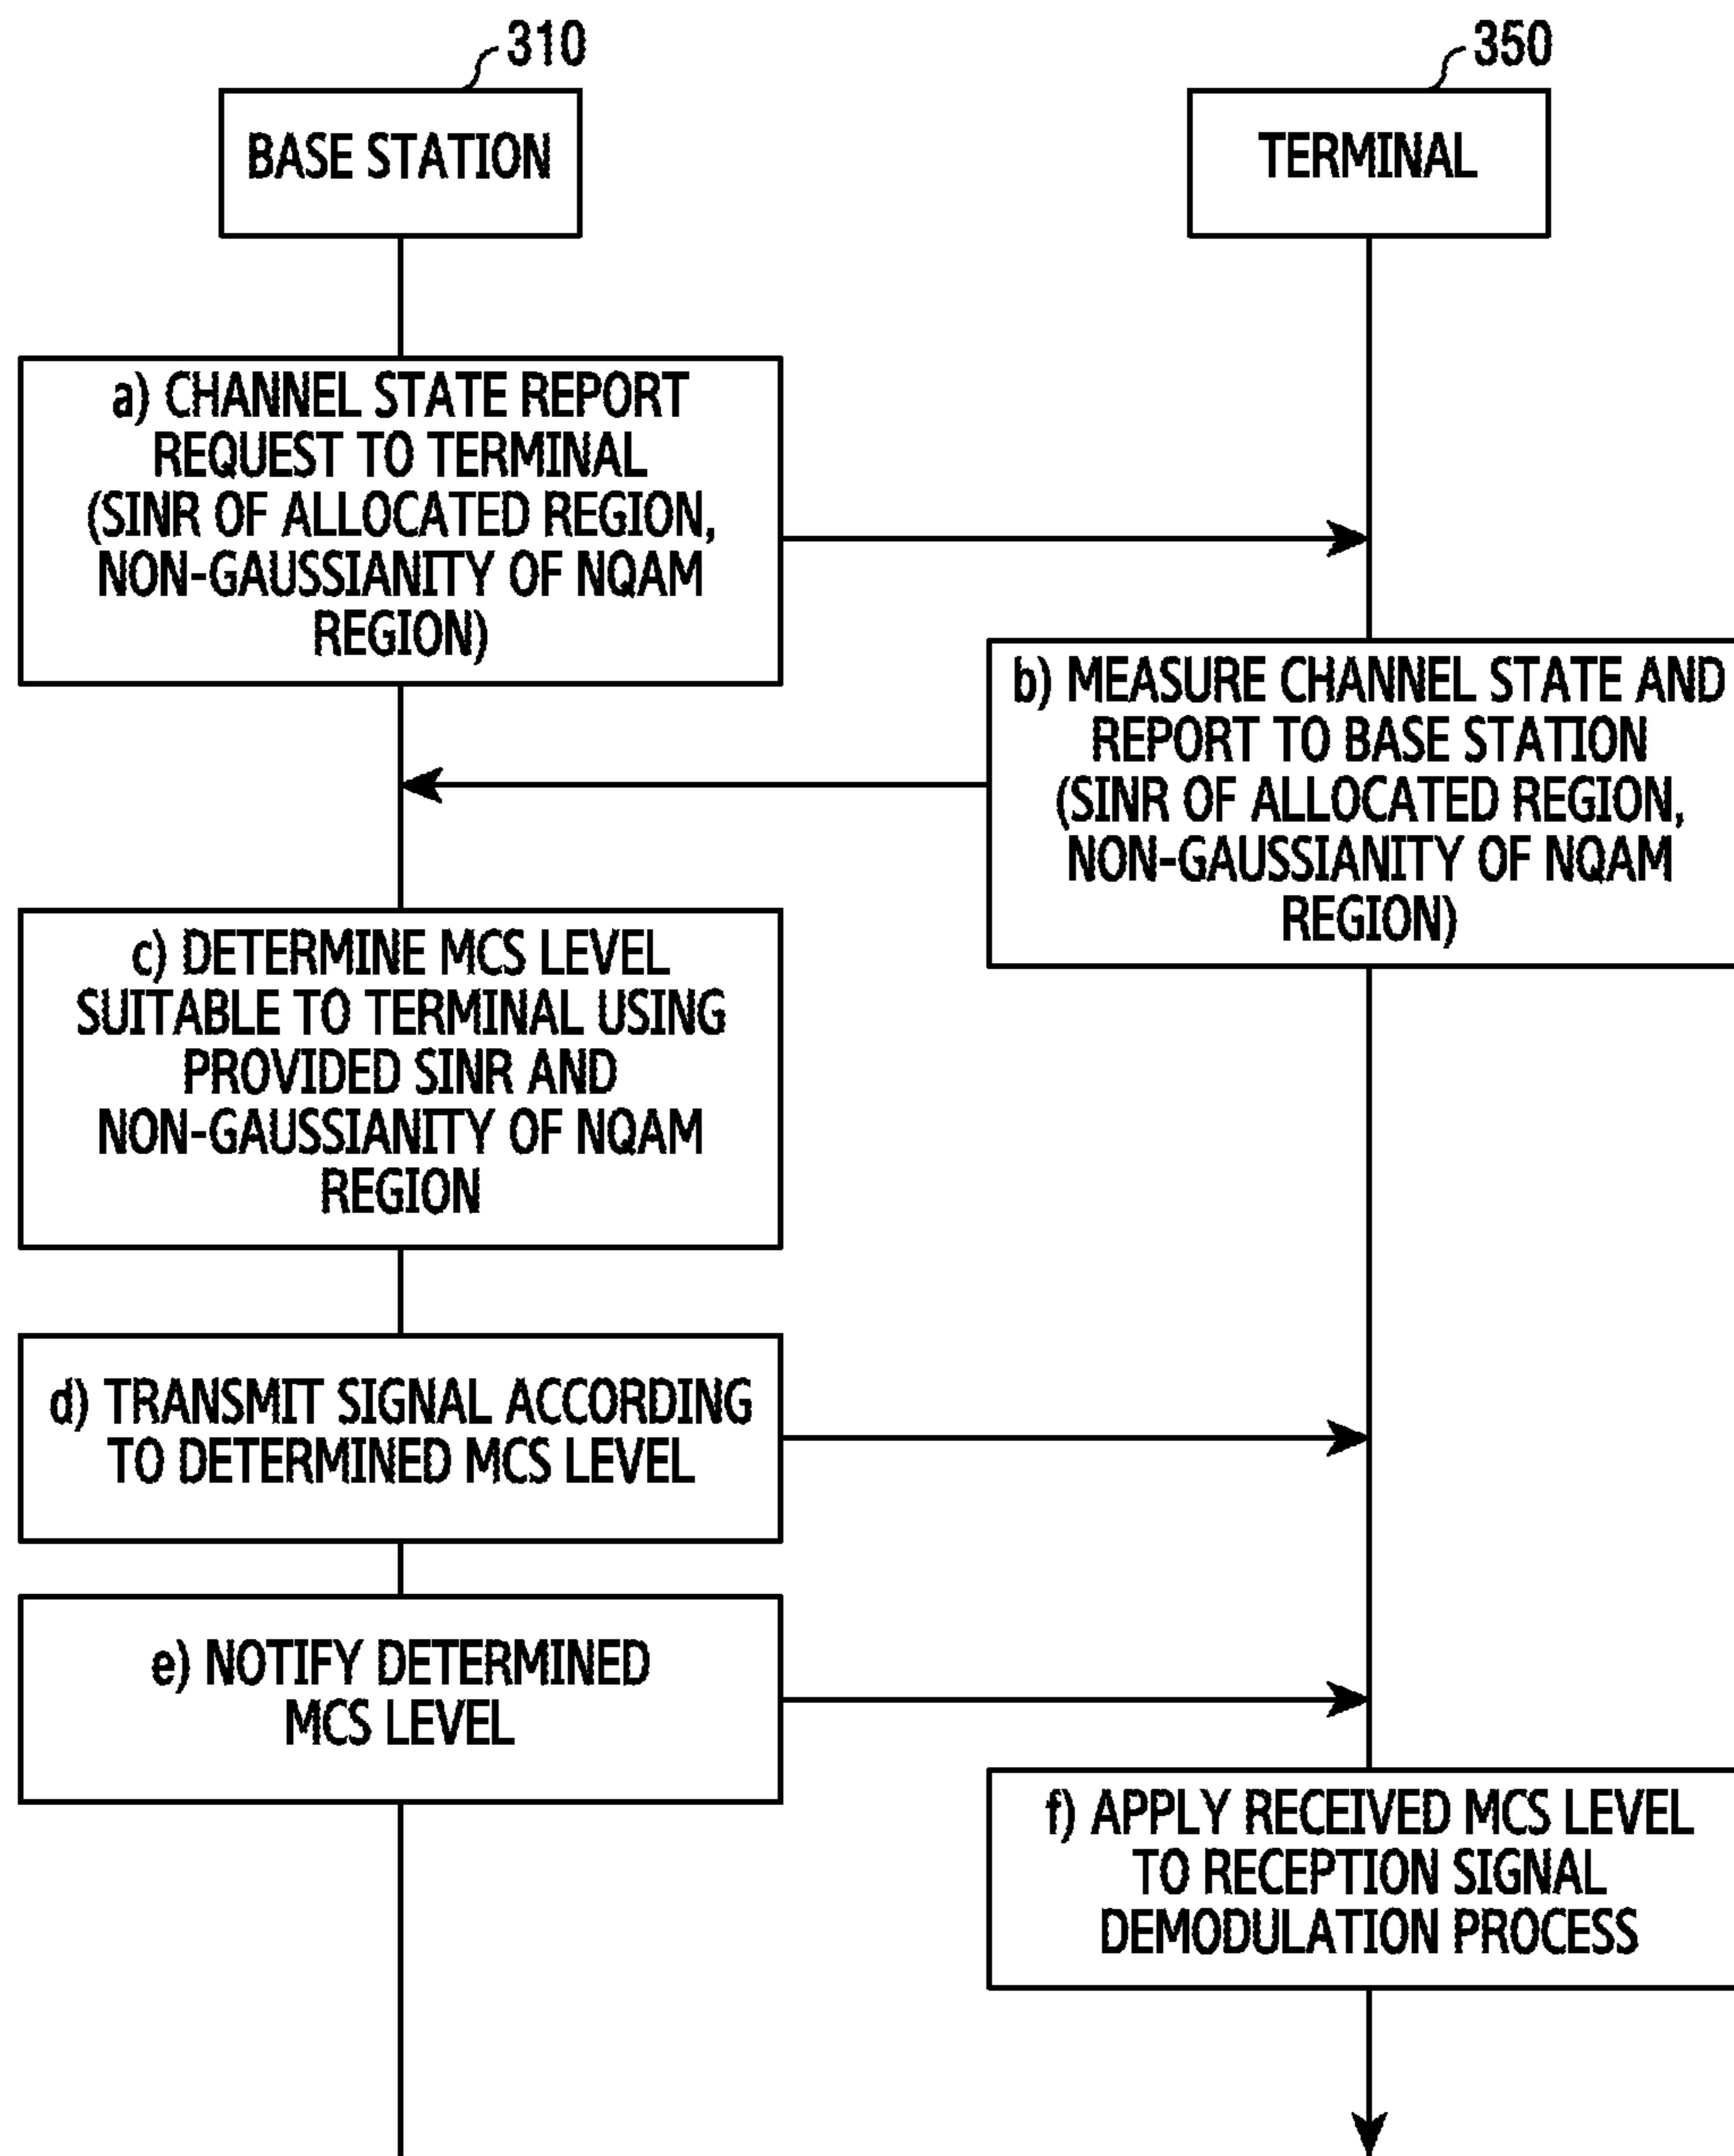 310
350
BASE STATION
TERMINAL
a) CHANNEL STATE REPORT
REQUEST TO TERMINAL
(SINR OF ALLOCATED REGION,
NON-GAUSSIANITY OF NQAM
REGION)
b) MEASURE CHANNEL STATE AND
REPORT TO BASE STATION
(SINR OF ALLOCATED REGION,
NON-GAUSSIANITY OF NQAM
REGION)
c) DETERMINE MCS LEVEL
SUITABLE TO TERMINAL USING
PROVIDED SINR AND
NON-GAUSSIANITY OF NQAM
REGION
d) TRANSMIT SIGNAL ACCORDING
TO DETERMINED MCS LEVEL
e) NOTIFY DETERMINED
MCS LEVEL
f) APPLY RECEIVED MCS LEVEL
TO RECEPTION SIGNAL
DEMODULATION PROCESS